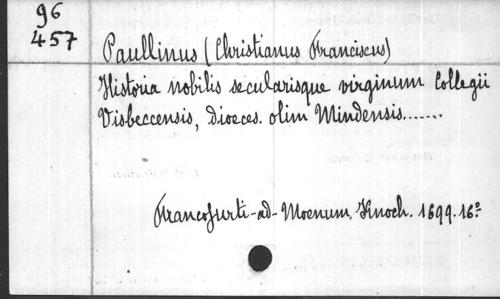 96
457
Paullinus (Christianus Franciscus)
Historia nobilis secularisque virginum Collegii
Visbeccensis, dioeces. olim Mindensis.......
Francofurti-ad-Moenum, Knoch. 1699. 16º